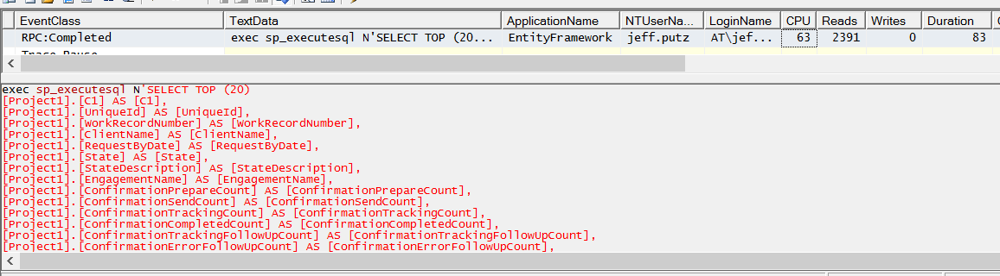 EventClass TextData ApplicationName NTUserNa... LoginName CPU Reads Writes Duration
RPC:Completed exec sp_executesql N'SELECT TOP (20... EntityFramework jeff.putz AT\jef... 63 2391 0 83
exec sp_executesql N'SELECT TOP (20)
[Project1].[C1] AS [C1],
[Project1].[UniqueId] AS [UniqueId],
[Project1].[WorkRecordNumber] AS [WorkRecordNumber],
[Project1].[ClientName] AS [ClientName],
[Project1].[RequestByDate] AS [RequestByDate],
[Project1].[State] AS [State],
[Project1].[StateDescription] AS [StateDescription],
[Project1].[EngagementName] AS [EngagementName],
[Project1].[ConfirmationPrepareCount] AS [ConfirmationPrepareCount],
[Project1].[ConfirmationSendCount] AS [ConfirmationSendCount],
[Project1].[ConfirmationTrackingCount] AS [ConfirmationTrackingCount],
[Project1].[ConfirmationCompletedCount] AS [ConfirmationCompletedCount],
[Project1].[ConfirmationTrackingFollowUpCount] AS [ConfirmationTrackingFollowUpCount],
[Project1].[ConfirmationErrorFollowUpCount] AS [ConfirmationErrorFollowUpCount],